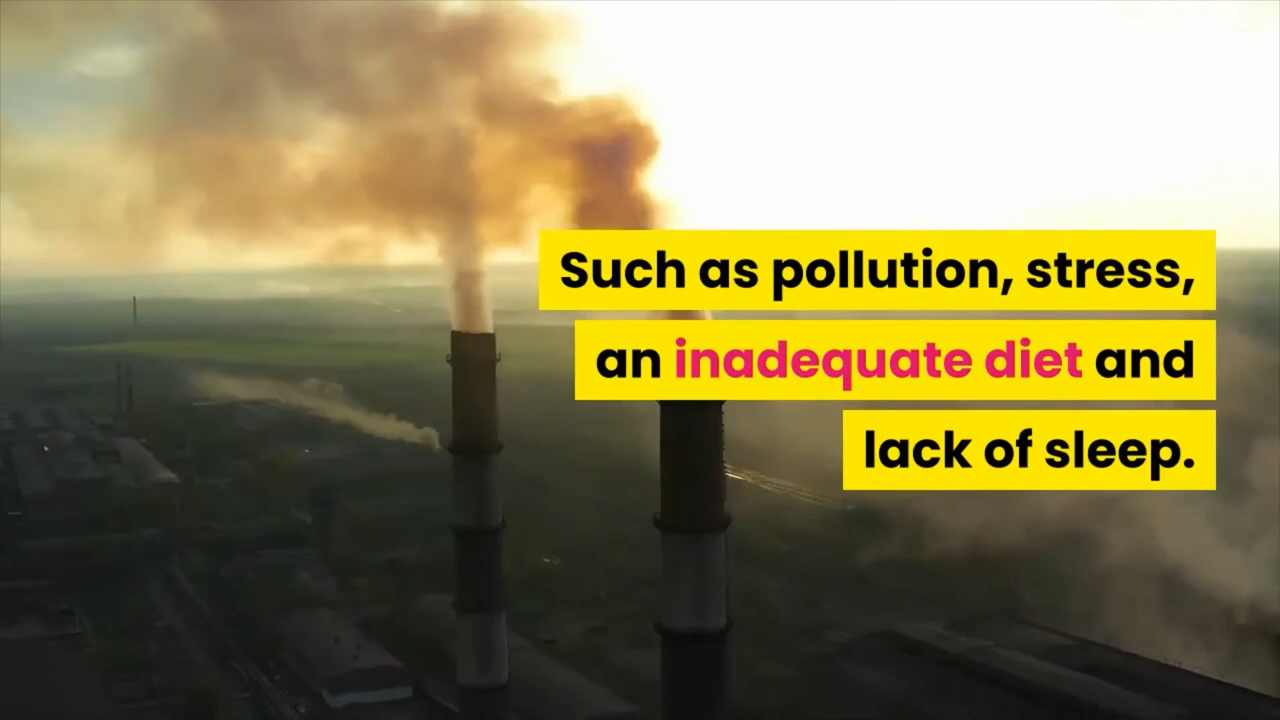 Such as pollution, stress,
an inadequate diet and
lack of sleep.